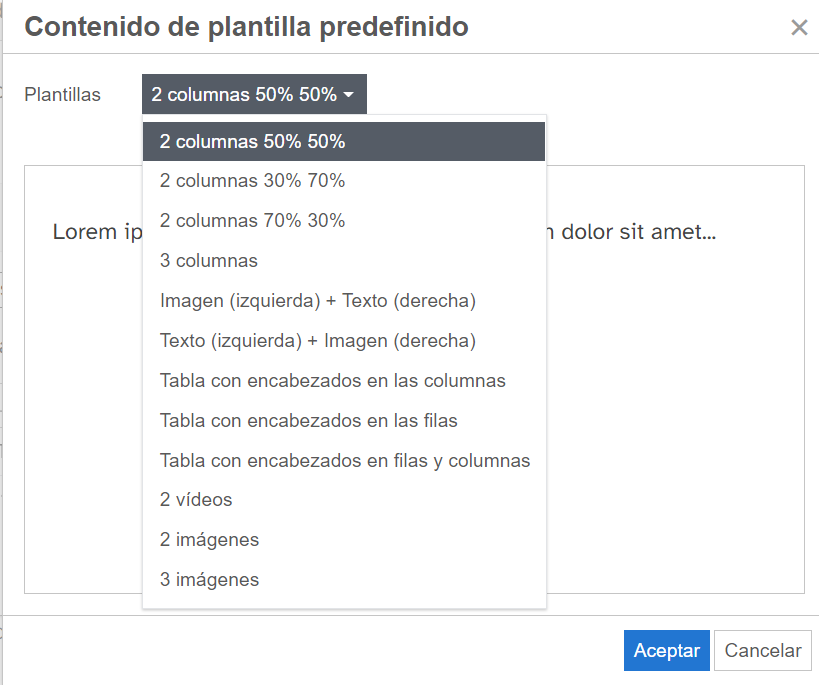 Contenido de plantilla predefinido
Plantillas
2 columnas 50% 50%
2 columnas 50% 50%
2 columnas 30% 70%
2 columnas 70% 30%
3 columnas
Imagen (izquierda) + Texto (derecha)
Texto (izquierda) + Imagen (derecha)
Tabla con encabezados en las columnas
Tabla con encabezados en las filas
Tabla con encabezados en filas y columnas
2 vídeos
2 imágenes
3 imágenes
Lorem ip
dolor sit amet...
Aceptar
Cancelar